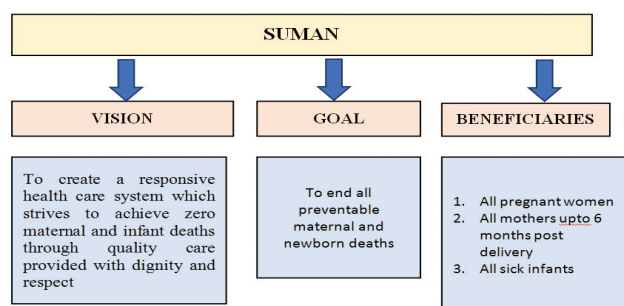 SUMAN
VISION
GOAL
BENEFICIARIES
To create a responsive
health care system which
strives to achieve zero
maternal and infant deaths
through quality care
provided with dignity and
respect
To end all
preventable
maternal and
newborn deaths
1. All pregnant women
2. All mothers upto 6
months post
delivery
3. All sick infants